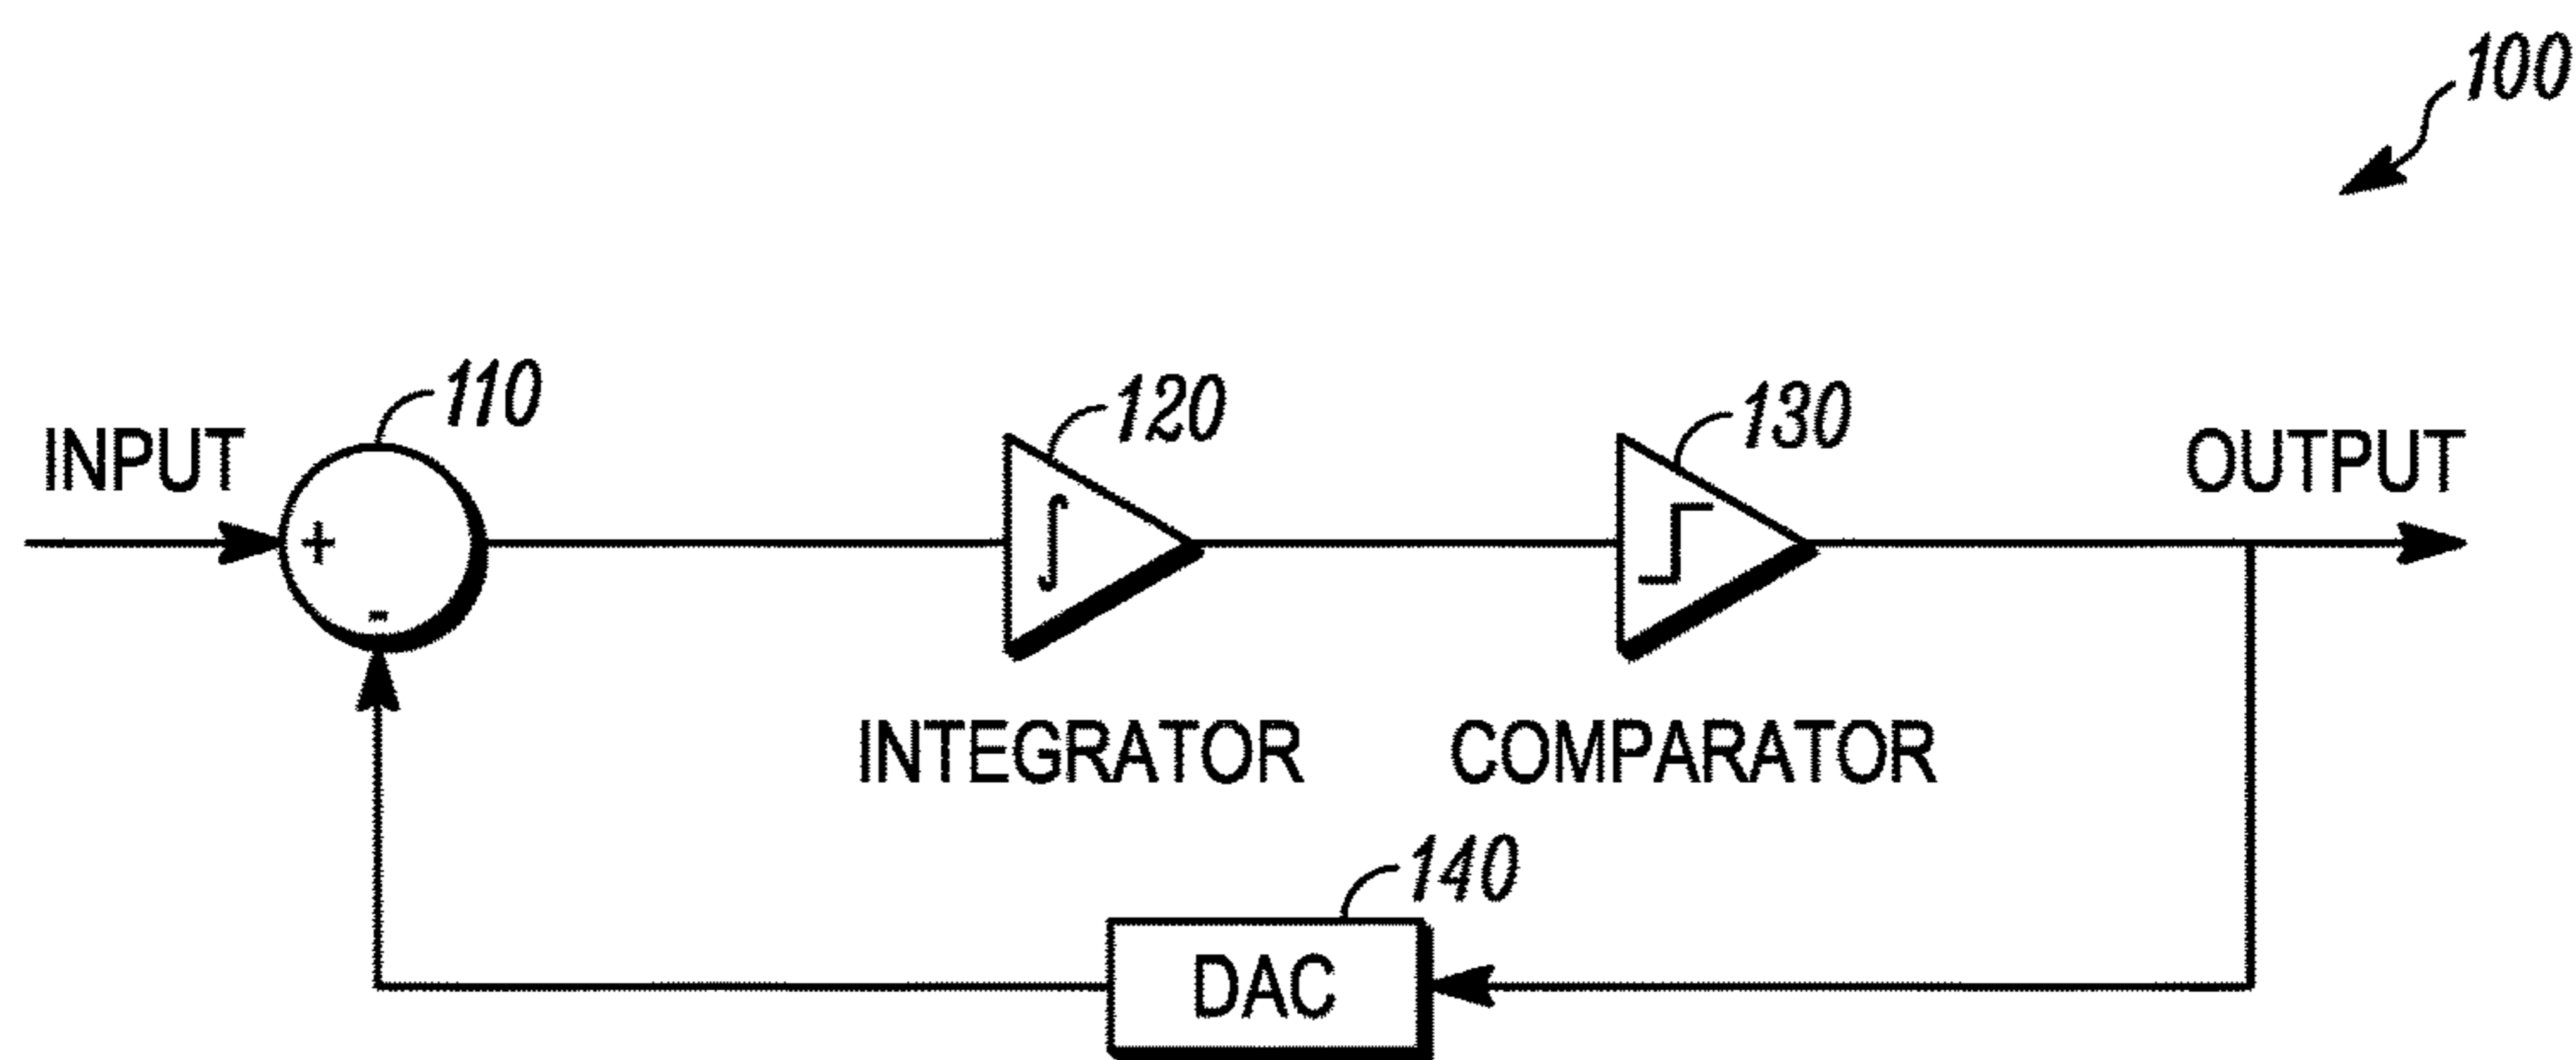 100
110
120
130
INPUT
OUTPUT
+
-
∫
INTEGRATOR
COMPARATOR
140
DAC